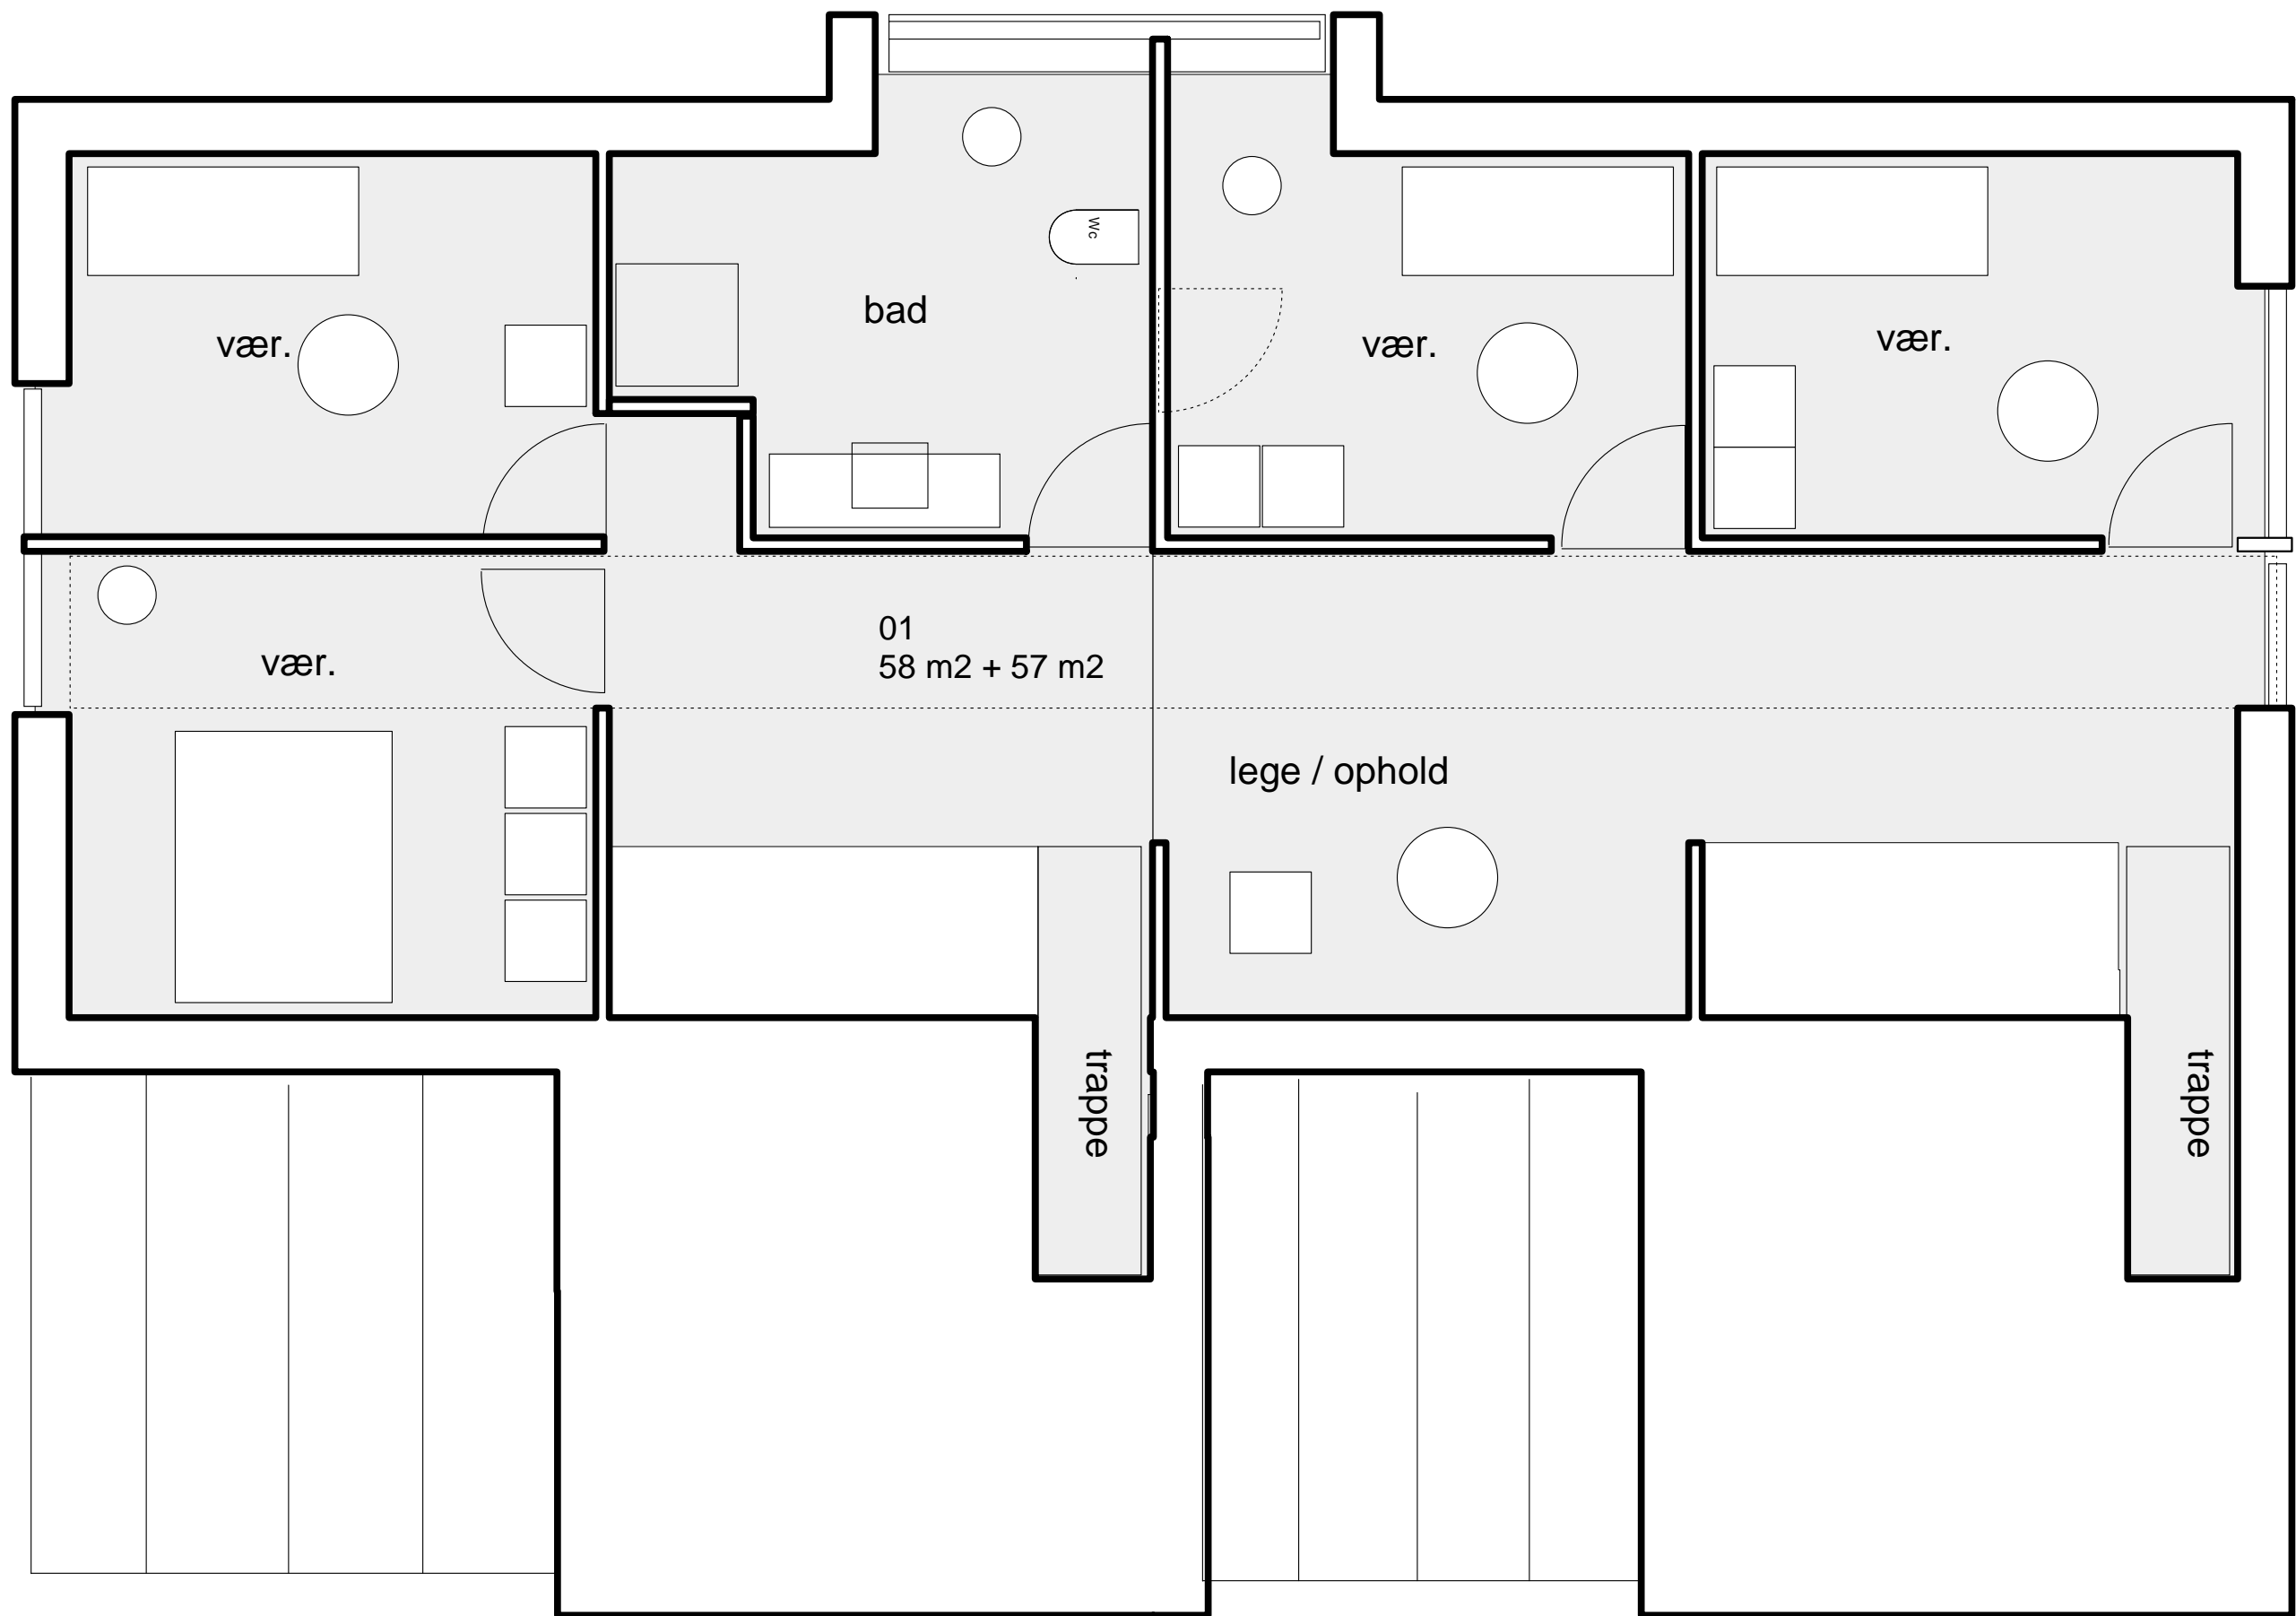 Wc
bad
vær.
vær.
vær.
01
58 m2 + 57 m2
vær.
lege / ophold
trappe
trappe